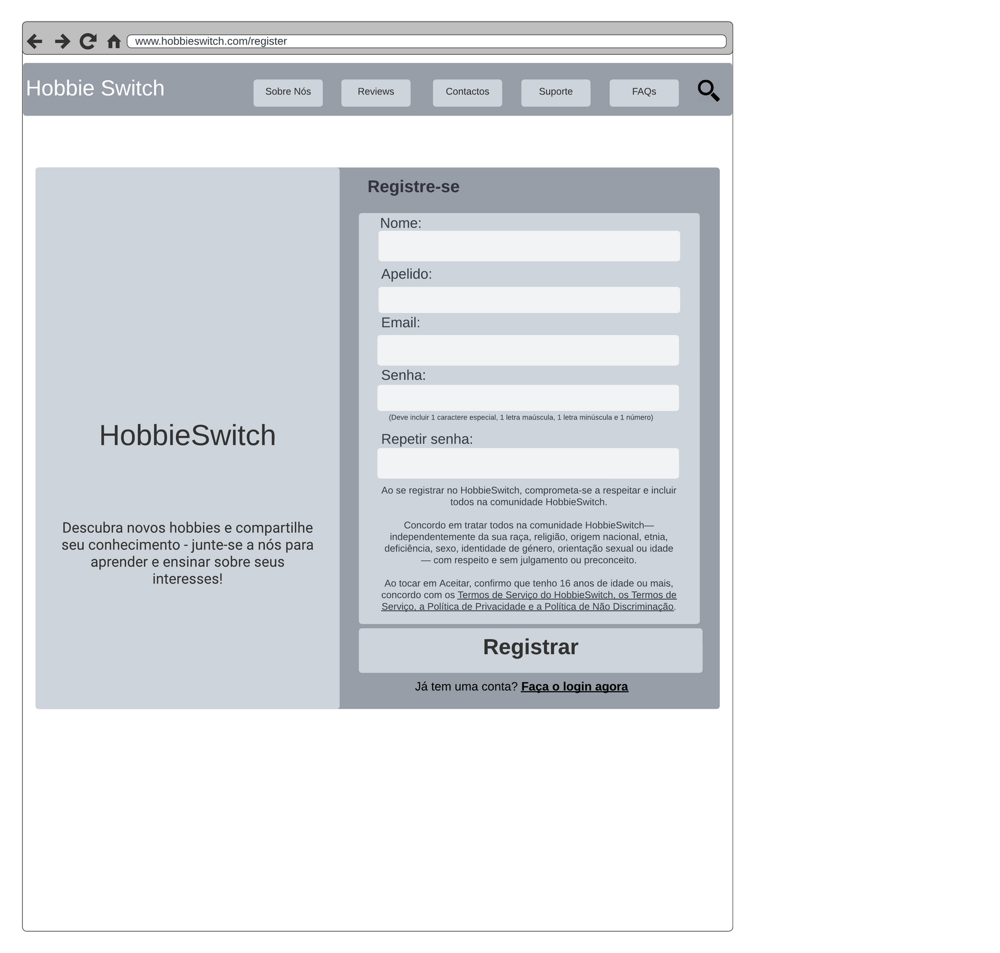 www.hobbieswitch.com/register
Hobbie Switch
Sobre Nós
Reviews
Contactos
Suporte
FAQs
HobbieSwitch
Descubra novos hobbies e compartilhe
seu conhecimento - junte-se a nós para
aprender e ensinar sobre seus
interesses!
Registre-se
Nome:
Apelido:
Email:
Senha:
(Deve incluir 1 caractere especial, 1 letra maúscula, 1 letra minúscula e 1 número)
Repetir senha:
Ao se registrar no HobbieSwitch, comprometa-se a respeitar e incluir
todos na comunidade HobbieSwitch.
Concordo em tratar todos na comunidade HobbieSwitch—
independentemente da sua raça, religião, origem nacional, etnia,
deficiência, sexo, identidade de género, orientação sexual ou idade
— com respeito e sem julgamento ou preconceito.
Ao tocar em Aceitar, confirmo que tenho 16 anos de idade ou mais,
concordo com os Termos de Serviço do HobbieSwitch, os Termos de
Serviço, a Política de Privacidade e a Política de Não Discriminação.
Registrar
Já tem uma conta? Faça o login agora